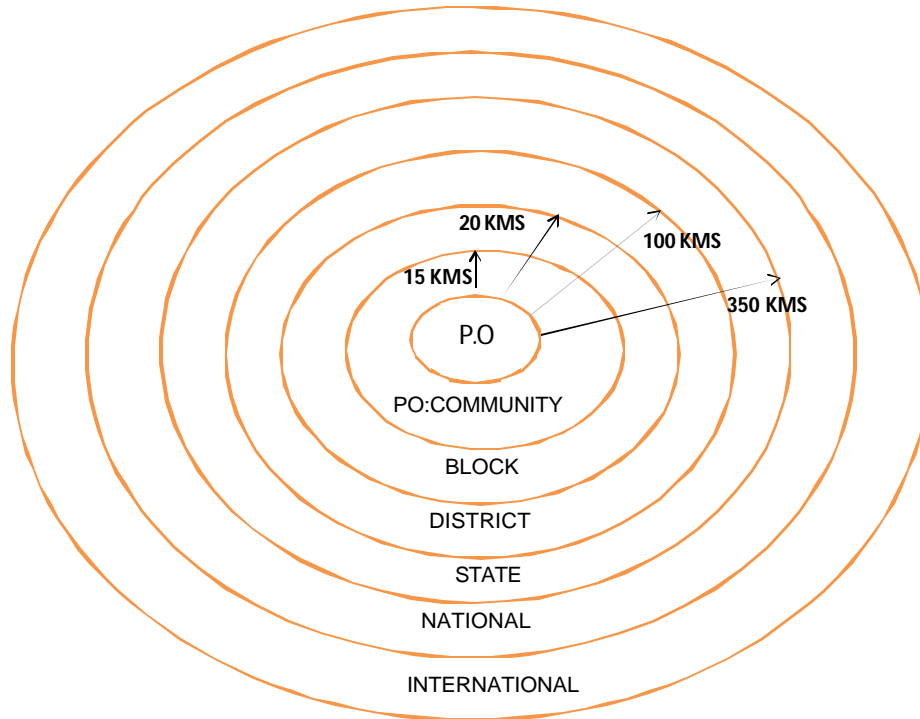 20 KMS
100 KMS
15 KMS
350 KMS
P.O
PO:COMMUNITY
BLOCK
DISTRICT
STATE
NATIONAL
INTERNATIONAL